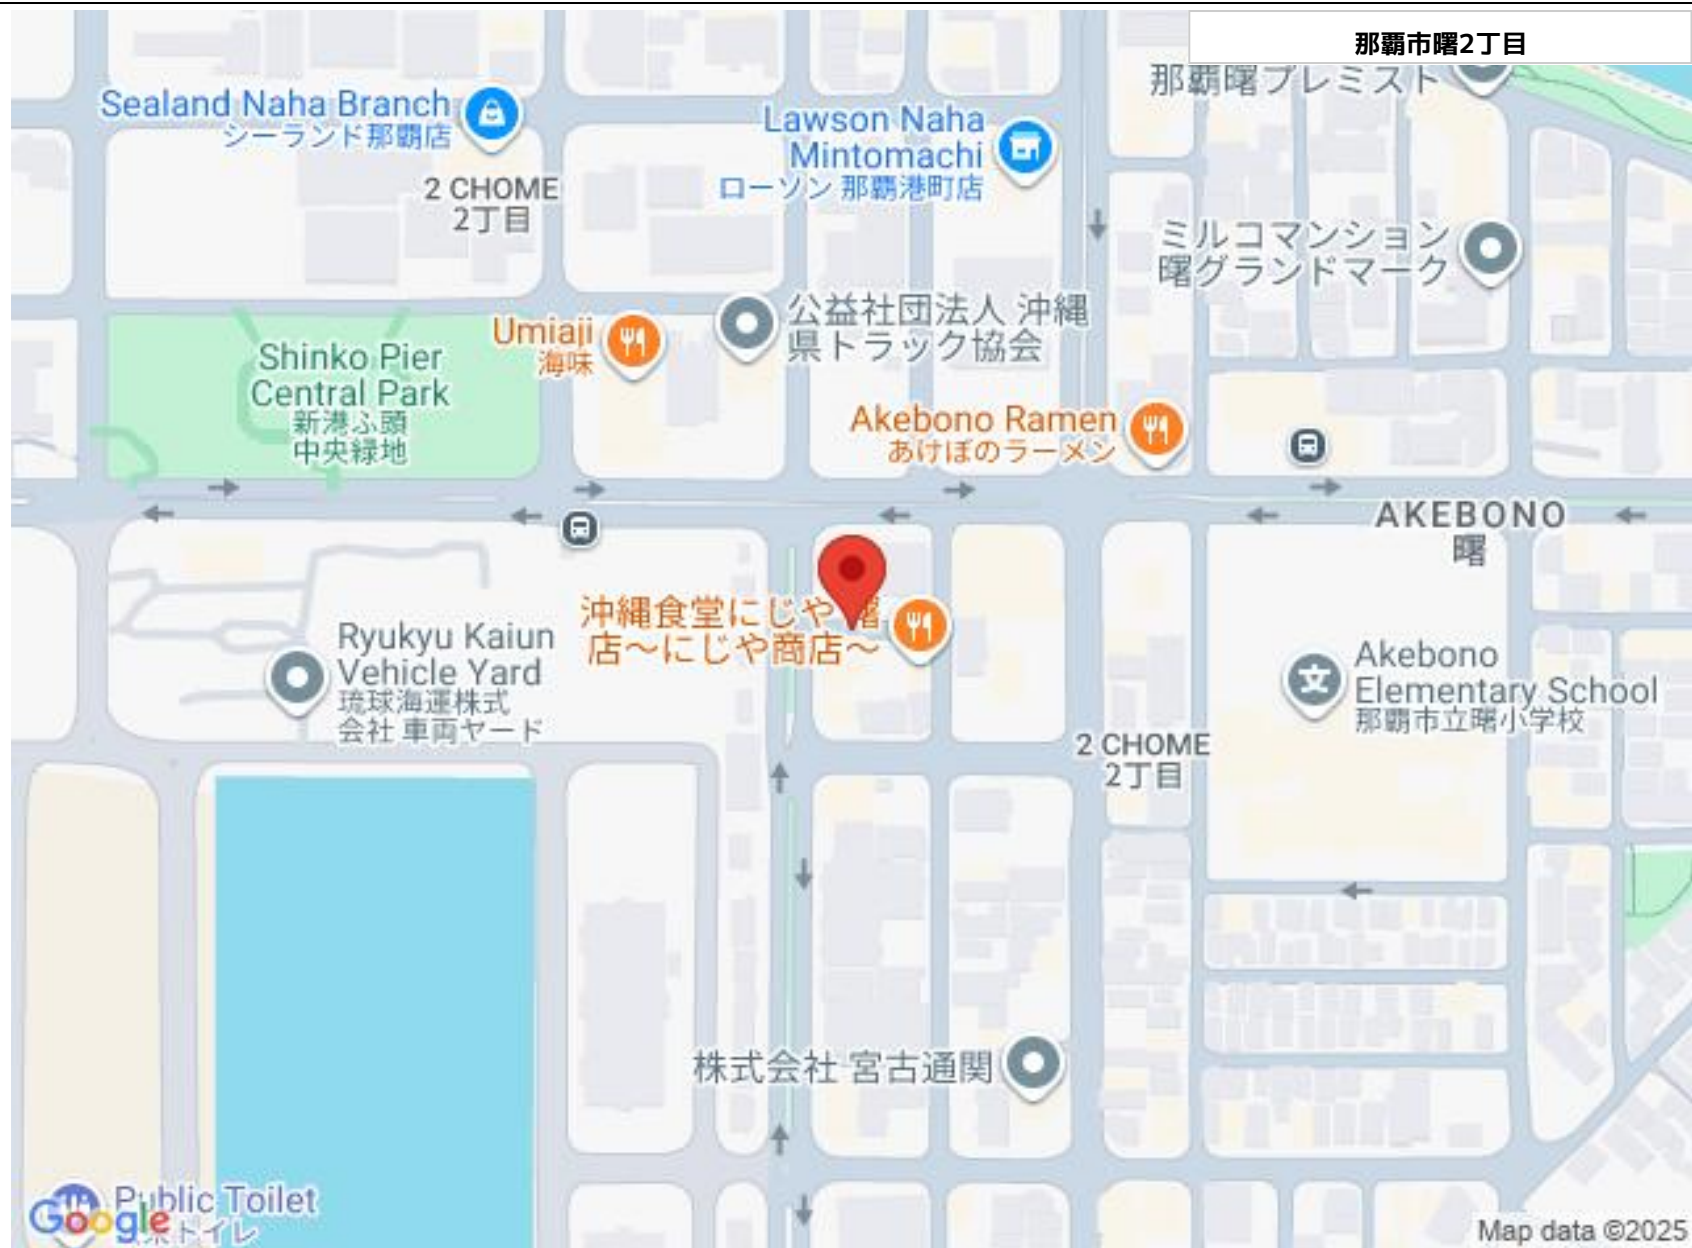 那覇市曙2丁目
那覇曙プレミスト
Sealand Naha Branch
シーランド那覇店
Lawson Naha
Mintomachi
ローソン 那覇港町店
2 CHOME
2丁目
ミルコマンション
曙グランドマーク
Umiaji
海味
公益社団法人 沖縄
県トラック協会
Shinko Pier
Central Park
新港ふ頭
中央緑地
Akebono Ramen
あけぼのラーメン
AKEBONO
曙
沖縄食堂にじや 曙
店〜にじや商店〜
Ryukyu Kaiun
Vehicle Yard
琉球海運株式
会社 車両ヤード
文
Akebono
Elementary School
那覇市立曙小学校
2 CHOME
2丁目
株式会社 宮古通関
Public Toilet
トイレ
Google
Map data ©2025